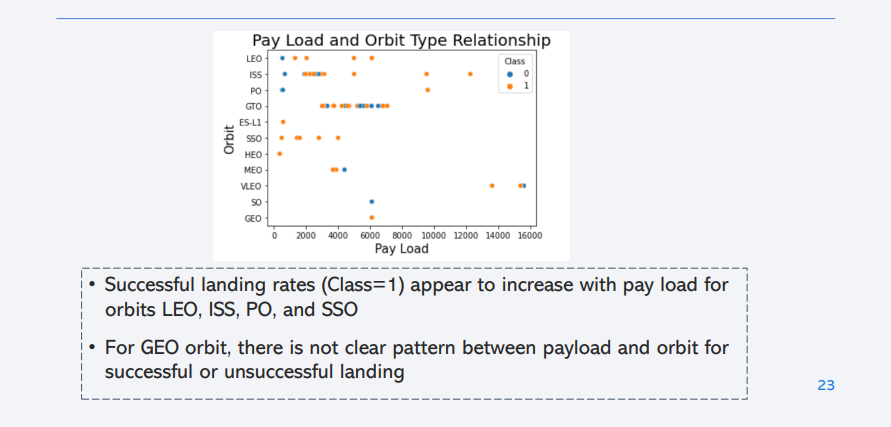 Pay Load and Orbit Type Relationship
Class
0
1
Orbit
LEO
ISS
PO
GTO
ES-L1
SSO
HEO
MEO
VLEO
SO
GEO
0 2000 4000 6000 8000 10000 12000 14000 16000
Pay Load
• Successful landing rates (Class=1) appear to increase with pay load for
orbits LEO, ISS, PO, and SSO
• For GEO orbit, there is not clear pattern between payload and orbit for
successful or unsuccessful landing
23